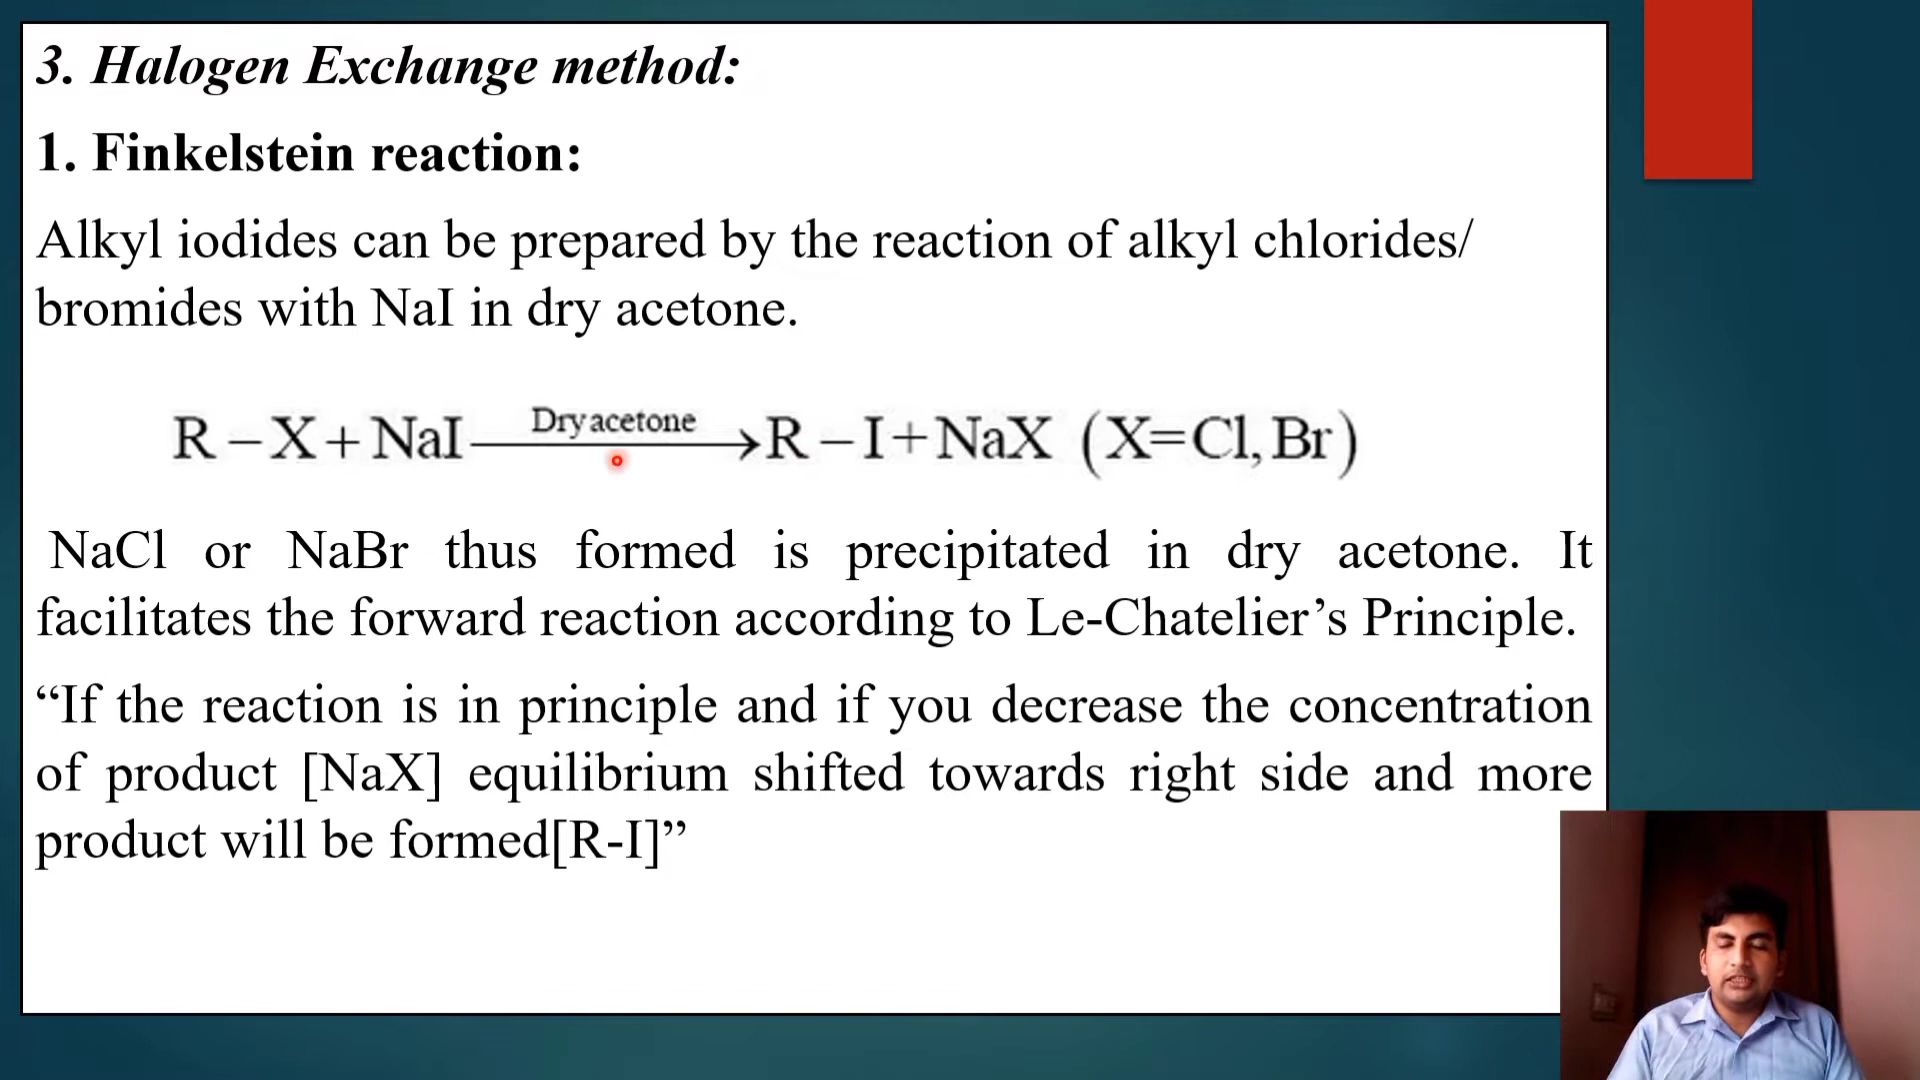 3. Halogen Exchange method:
1. Finkelstein reaction:
Alkyl iodides can be prepared by the reaction of alkyl chlorides/
bromides with NaI in dry acetone.
Dry acetone
R – X + NaI ⟶ R – I + NaX (X=Cl, Br)
NaCl or NaBr thus formed is precipitated in dry acetone. It
facilitates the forward reaction according to Le-Chatelier’s Principle.
“If the reaction is in principle and if you decrease the concentration
of product [NaX] equilibrium shifted towards right side and more
product will be formed[R-I]”